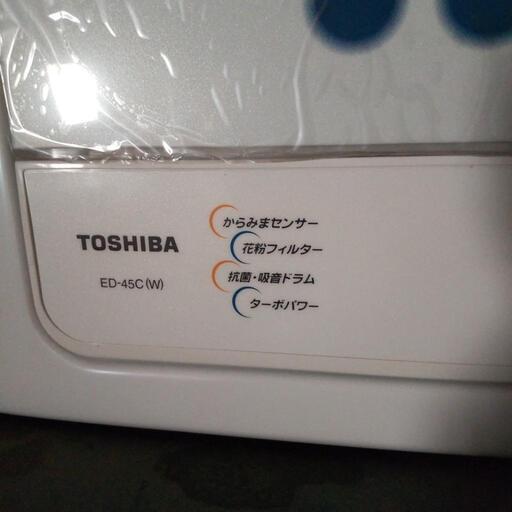 TOSHIBA
ED-45C(W)
からみまセンサー
花粉フィルター
抗菌・吸音ドラム
ターボパワー